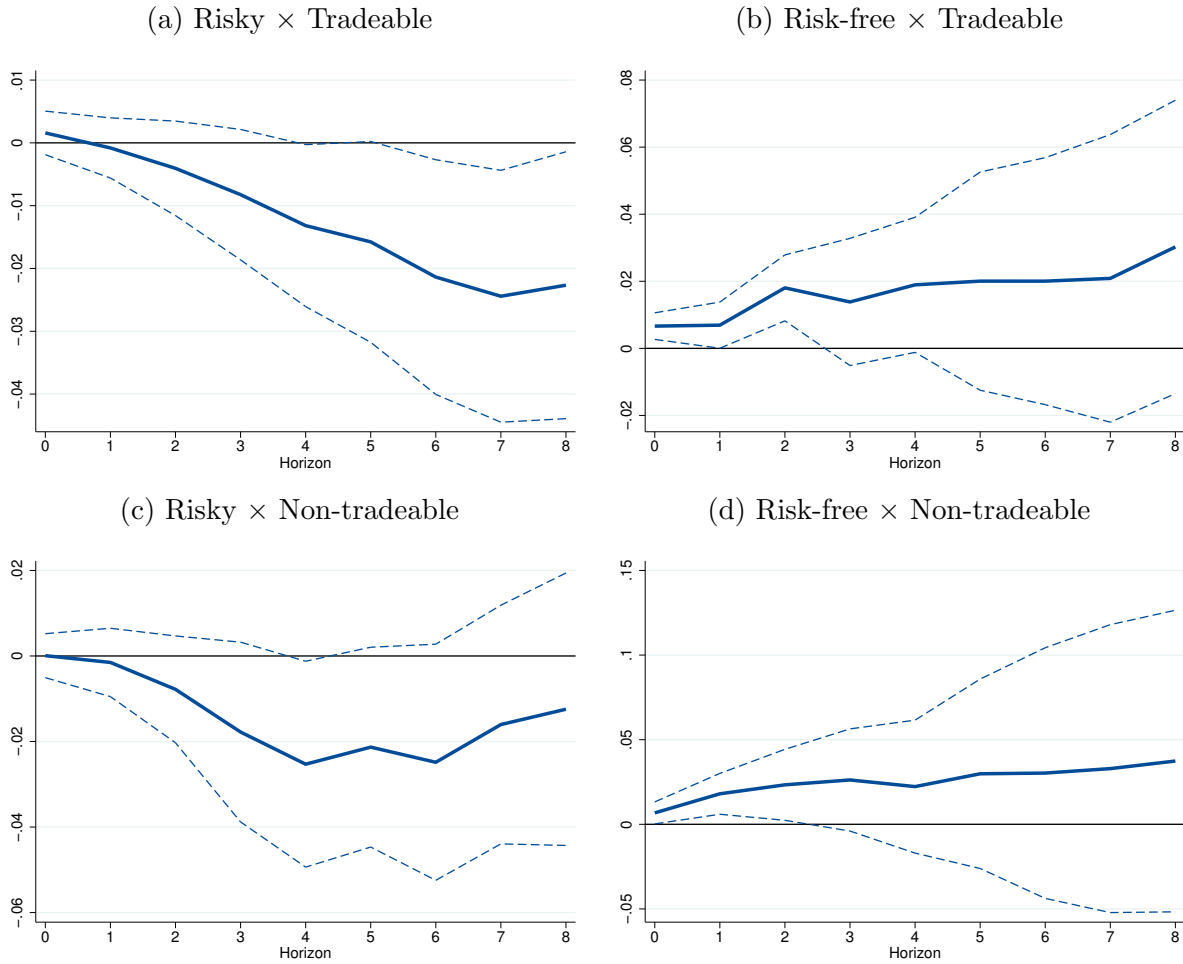 (a) Risky × Tradeable
(b) Risk-free × Tradeable
.01
0
-.01
-.02
-.03
-.04
0 1 2 3 4 5 6 7 8
Horizon
.08
.06
.04
.02
0
-.02
0 1 2 3 4 5 6 7 8
Horizon
(c) Risky × Non-tradeable
(d) Risk-free × Non-tradeable
.02
0
-.02
-.04
-.06
0 1 2 3 4 5 6 7 8
Horizon
.15
.1
.05
0
-.05
0 1 2 3 4 5 6 7 8
Horizon